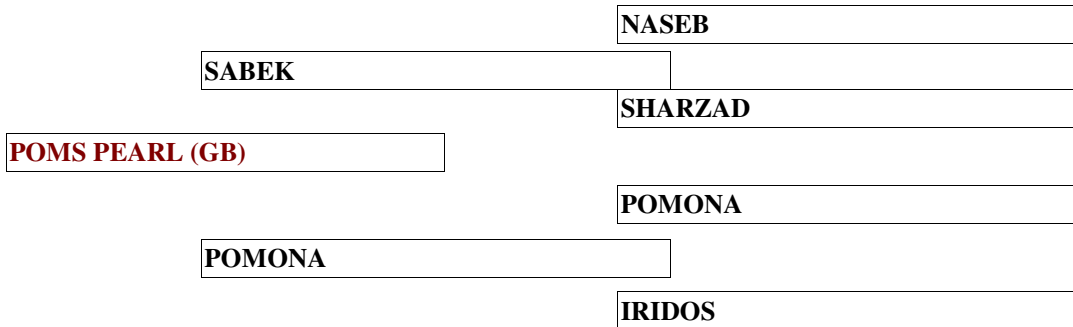 NASEB
SABEK
SHARZAD
POMS PEARL (GB)
POMONA
POMONA
IRIDOS